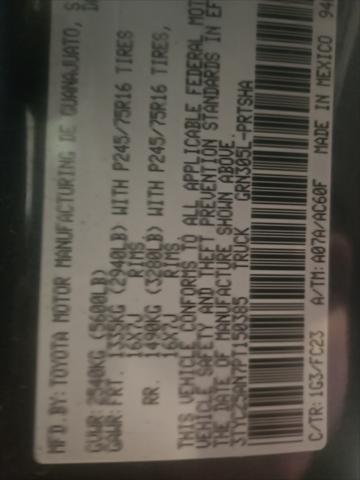 MFD.BY:TOYOTA MOTOR MANUFACTURING DE GUANAJUATO, S
GVWR: 2540KG (5600LB)
GAWR: FRT. 1335KG (2940LB) WITH P245/75R16 TIRES
16X7J RIMS
RR. 1490KG (3280LB) WITH P245/75R16 TIRES,
16X7J RIMS
THIS VEHICLE CONFORMS TO ALL APPLICABLE FEDERAL MOT
VEHICLE SAFETY AND THEFT PREVENTION STANDARDS IN EF
THE DATE OF MANUFACTURE SHOWN ABOVE.
3TYCZ5AN7PT150385 TRUCK GRN305L-PRTSHA
C/TR: 1G3/FC23 A/TM: A07A/AC60F MADE IN MEXICO 94